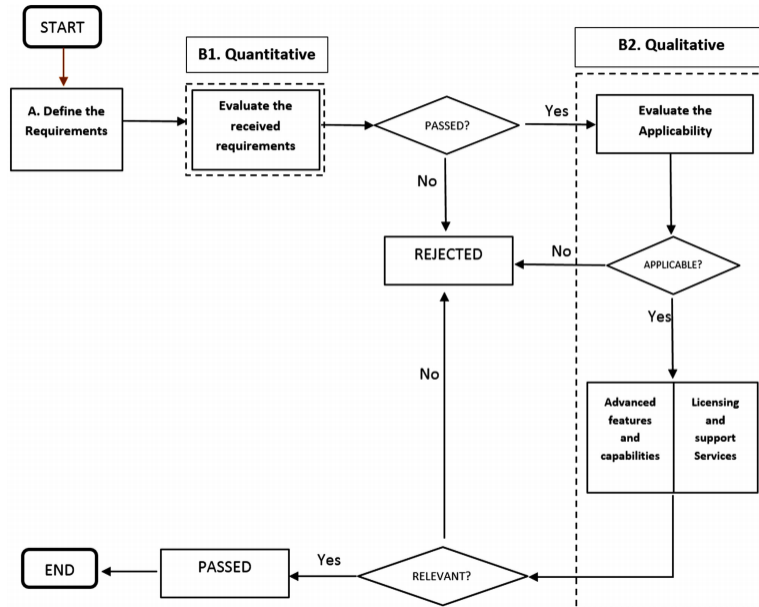 START
B1. Quantitative
B2. Qualitative
A. Define the
Requirements
Evaluate the
received
requirements
PASSED?
Yes
Evaluate the
Applicability
No
REJECTED
No
APPLICABLE?
Yes
No
Advanced
features
and
capabilities
Licensing
and
support
Services
END
PASSED
Yes
RELEVANT?